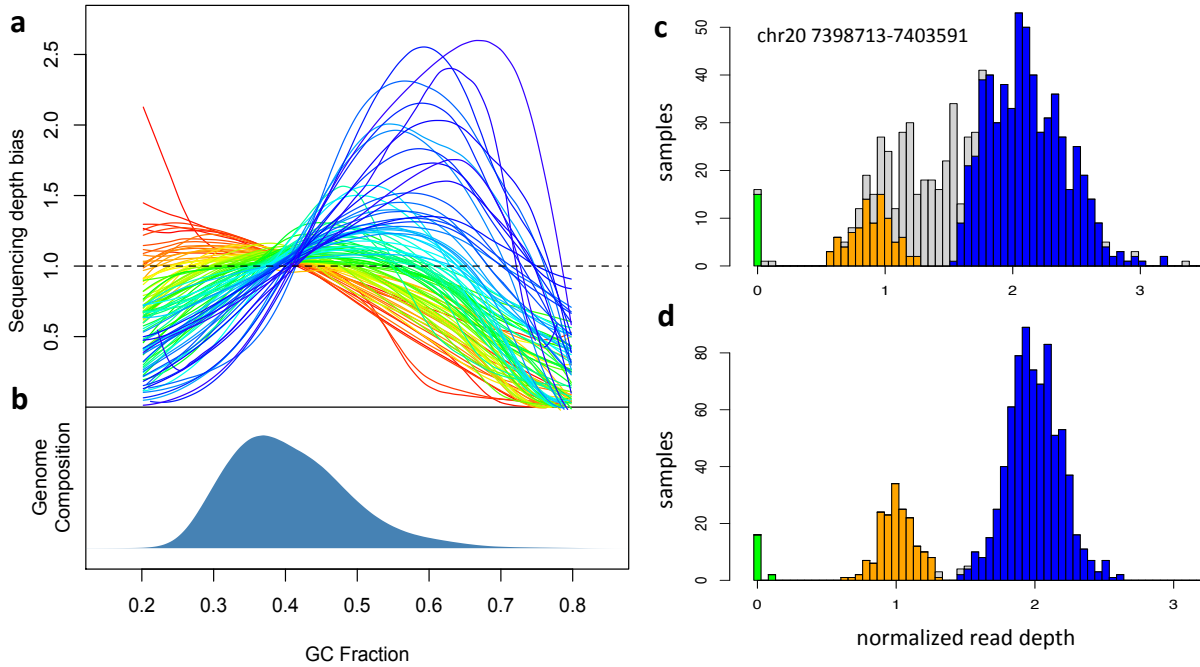 a
Sequencing depth bias
2.5
2.0
1.5
1.0
0.5
b
Genome
Composition
0.2 0.3 0.4 0.5 0.6 0.7 0.8
GC Fraction
c
chr20 7398713-7403591
samples
50
40
30
20
10
0
0 1 2 3
d
samples
80
60
40
20
0
0 1 2 3
normalized read depth